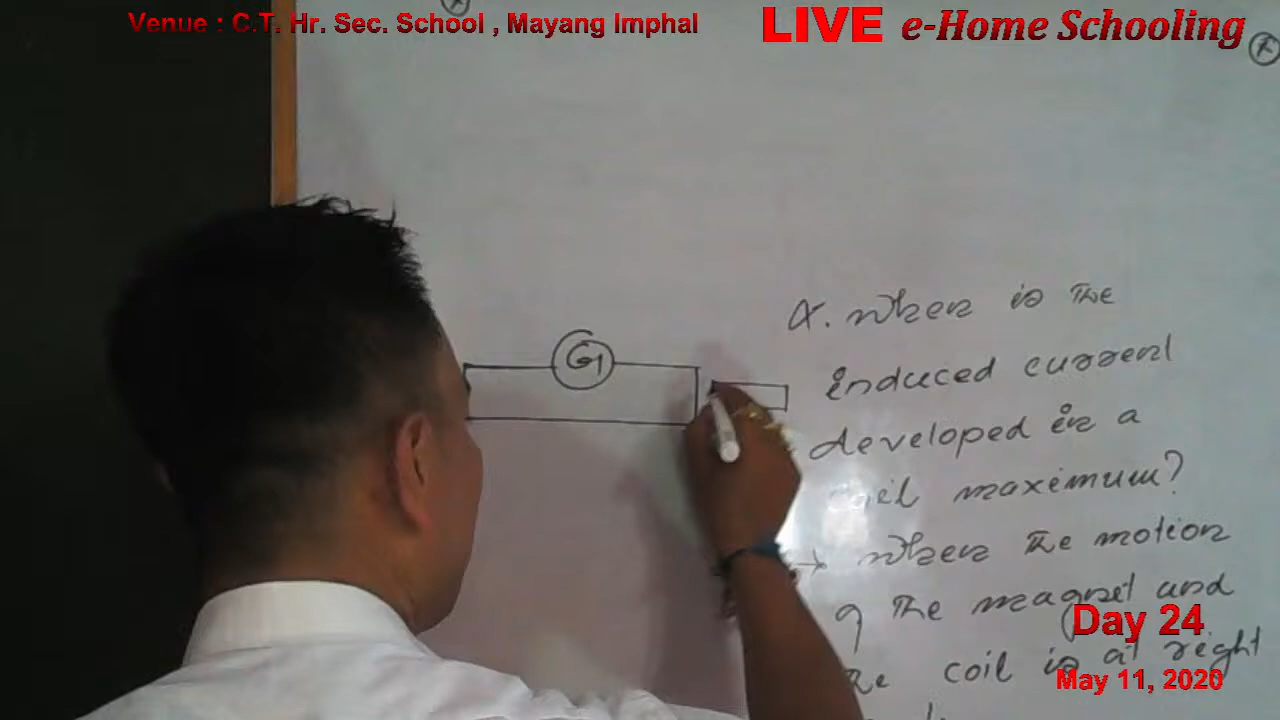 Venue : C.T. Hr. Sec. School , Mayang Imphal
LIVE e-Home Schooling
G
Q. When is the
induced current
developed in a
maximum?
→ When the motion
of the magnet and
coil is at right
Day 24
May 11, 2020